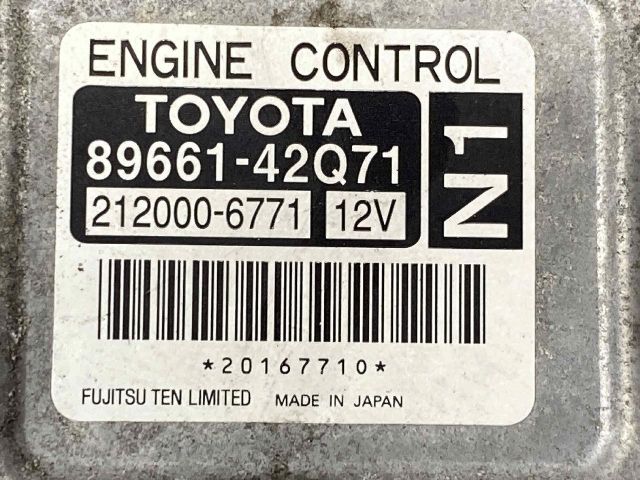 ENGINE CONTROL
TOYOTA
89661-42Q71
212000-6771 12V
N1
*20167710*
FUJITSU TEN LIMITED MADE IN JAPAN